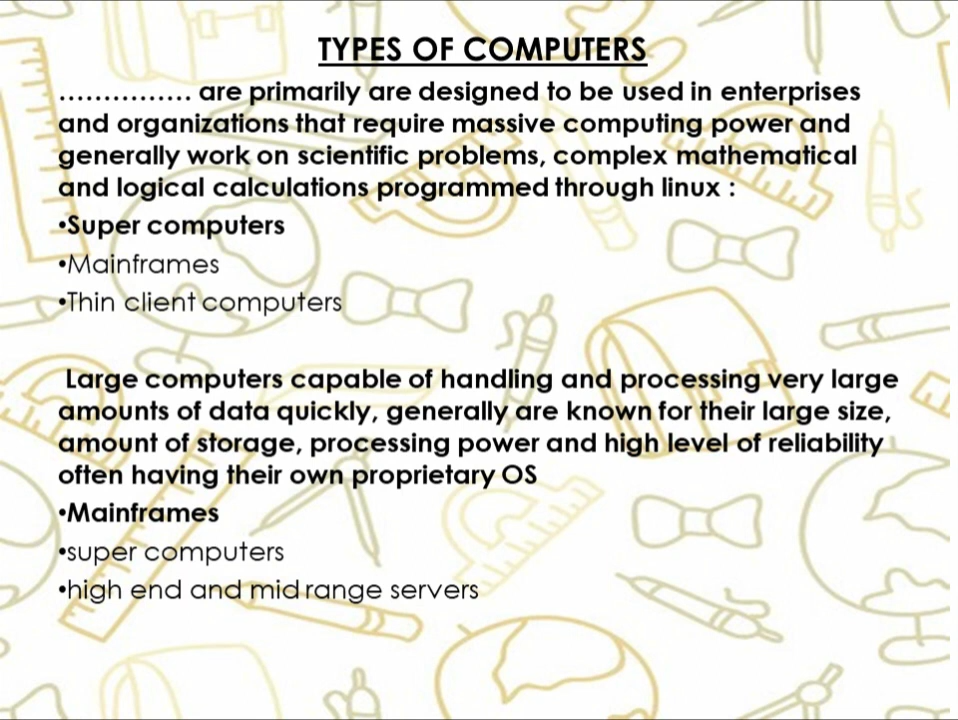 TYPES OF COMPUTERS
…………… are primarily are designed to be used in enterprises
and organizations that require massive computing power and
generally work on scientific problems, complex mathematical
and logical calculations programmed through linux :
•Super computers
•Mainframes
•Thin client computers
Large computers capable of handling and processing very large
amounts of data quickly, generally are known for their large size,
amount of storage, processing power and high level of reliability
often having their own proprietary OS
•Mainframes
•super computers
•high end and mid range servers